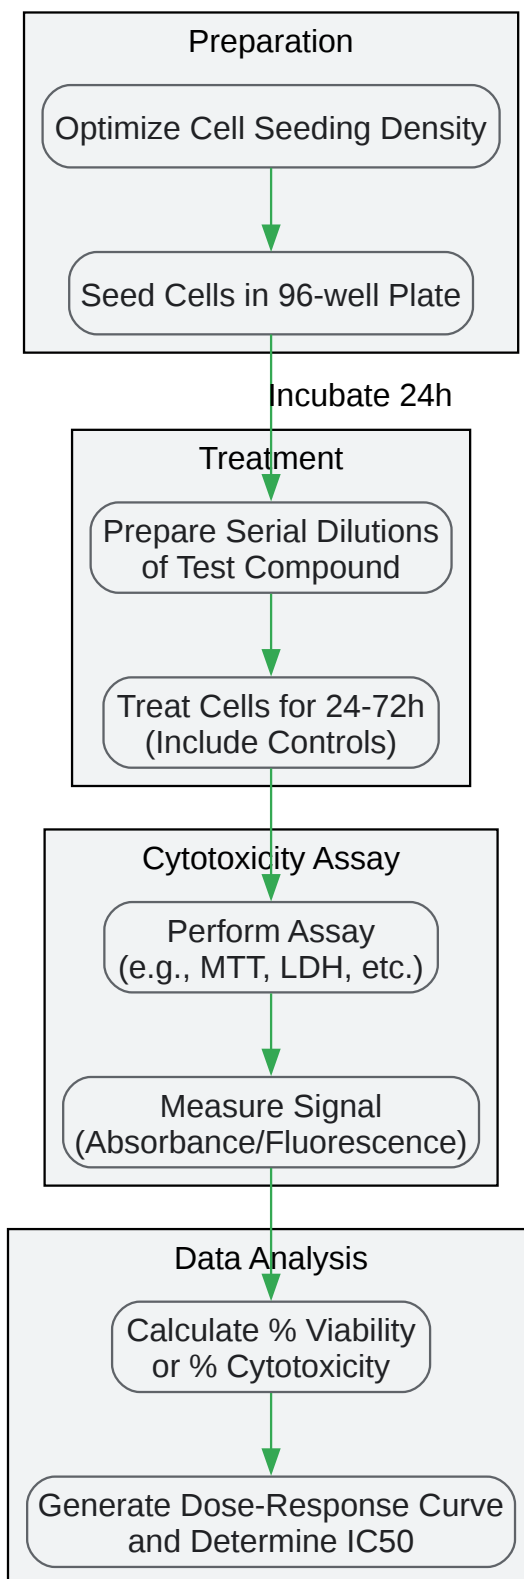 Preparation
Optimize Cell Seeding Density
Seed Cells in 96-well Plate
Incubate 24h
Treatment
Prepare Serial Dilutions
of Test Compound
Treat Cells for 24-72h
(Include Controls)
Cytotoxicity Assay
Perform Assay
(e.g., MTT, LDH, etc.)
Measure Signal
(Absorbance/Fluorescence)
Data Analysis
Calculate % Viability
or % Cytotoxicity
Generate Dose-Response Curve
and Determine IC50